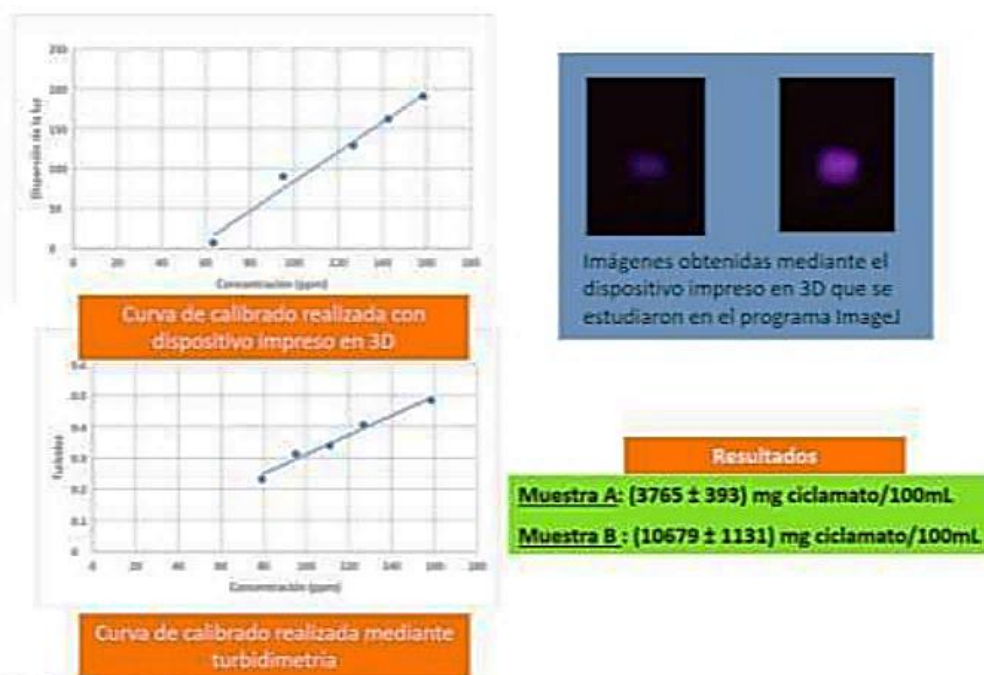 250
200
150
100
50
0
0 20 40 60 80 100 120 140 160 180
Dispersión de la luz
Concentración (ppm)
Curva de calibrado realizada con
dispositivo impreso en 3D
0.6
0.5
0.4
0.3
0.2
0.1
0
0 20 40 60 80 100 120 140 160 180
Concentración (ppm)
Curva de calibrado realizada mediante
turbidimetria
Imágenes obtenidas mediante el
dispositivo impreso en 3D que se
estudiaron en el programa ImageJ
Resultados
Muestra A: (3765 ± 393) mg ciclamato/100mL
Muestra B : (10679 ± 1131) mg ciclamato/100mL